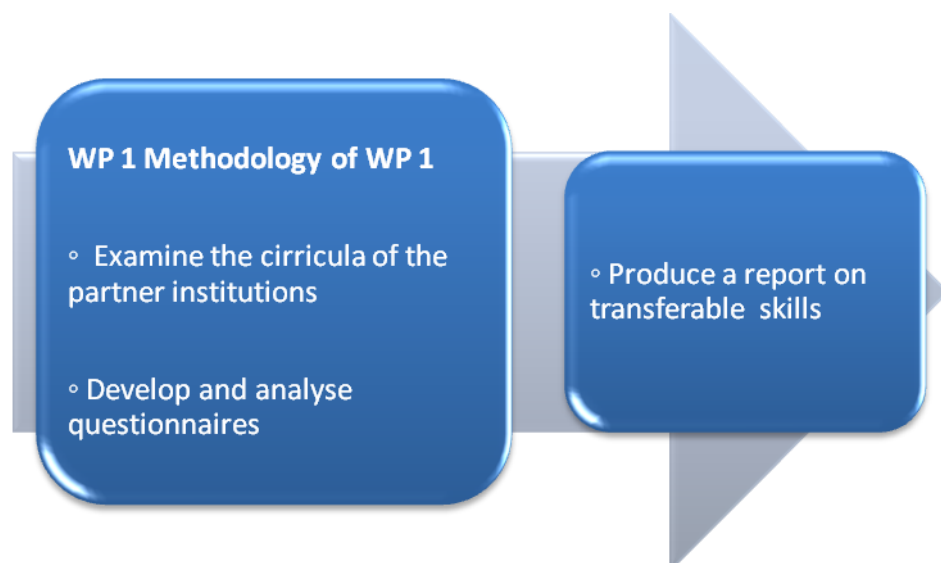 WP 1 Methodology of WP 1
◦ Examine the cirricula of the
partner institutions
◦ Develop and analyse
questionnaires
◦ Produce a report on
transferable skills